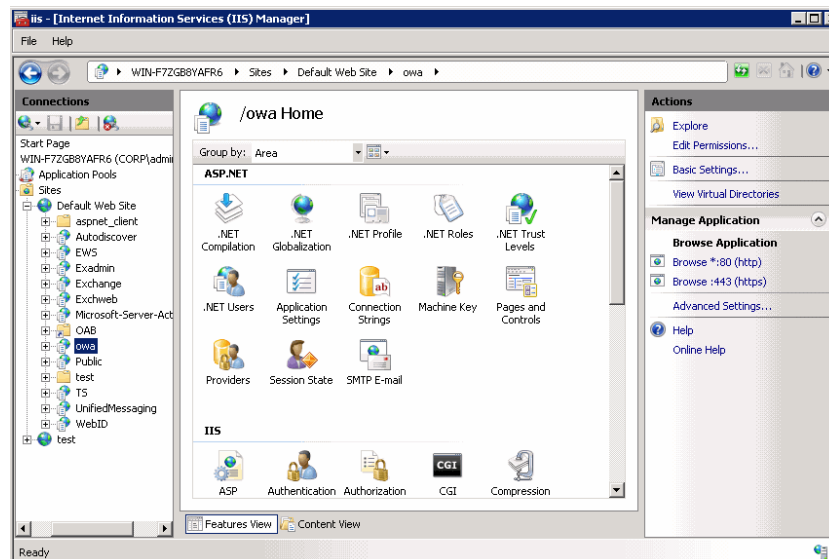 iis - [Internet Information Services (IIS) Manager]
File Help
WIN-F7ZGB8YAFR6 Sites Default Web Site owa
Connections
Start Page
WIN-F7ZGB8YAFR6 (CORP\admi
Application Pools
Sites
Default Web Site
aspnet_client
Autodiscover
EWS
Exadmin
Exchange
Exchweb
Microsoft-Server-Act
OAB
owa
Public
test
TS
UnifiedMessaging
WebID
test
/owa Home
Group by: Area
ASP.NET
.NET Compilation
.NET Globalization
.NET Profile
.NET Roles
.NET Trust Levels
.NET Users
Application Settings
Connection Strings
Machine Key
Pages and Controls
Providers
Session State
SMTP E-mail
IIS
ASP
Authentication
Authorization
CGI
CGI
Compression
Features View
Content View
Actions
Explore
Edit Permissions...
Basic Settings...
View Virtual Directories
Manage Application
Browse Application
Browse *:80 (http)
Browse :443 (https)
Advanced Settings...
Help
Online Help
Ready